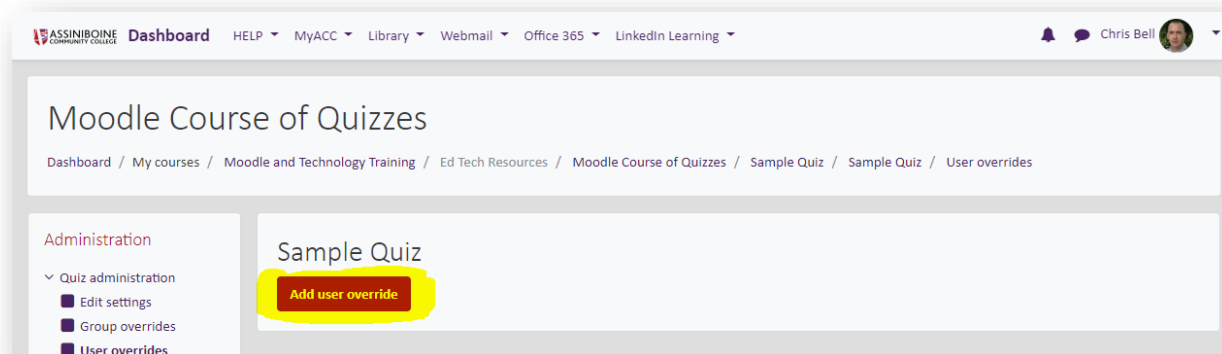 ASSINIBOINE COMMUNITY COLLEGE Dashboard HELP MyACC Library Webmail Office 365 LinkedIn Learning Chris Bell
Moodle Course of Quizzes
Dashboard / My courses / Moodle and Technology Training / Ed Tech Resources / Moodle Course of Quizzes / Sample Quiz / Sample Quiz / User overrides
Administration
Quiz administration
Edit settings
Group overrides
User overrides
Sample Quiz
Add user override